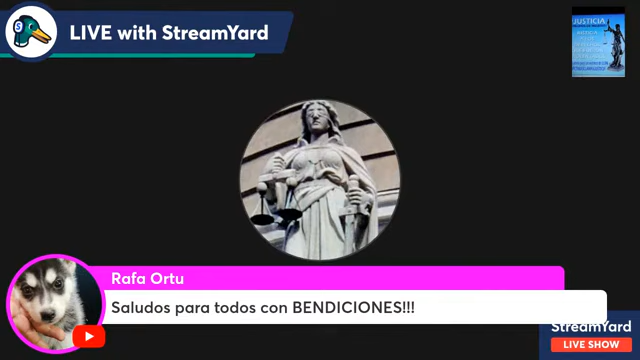 LIVE with StreamYard
JUSTICIA
Rafa Ortu
Saludos para todos con BENDICIONES!!!
StreamYard
LIVE SHOW